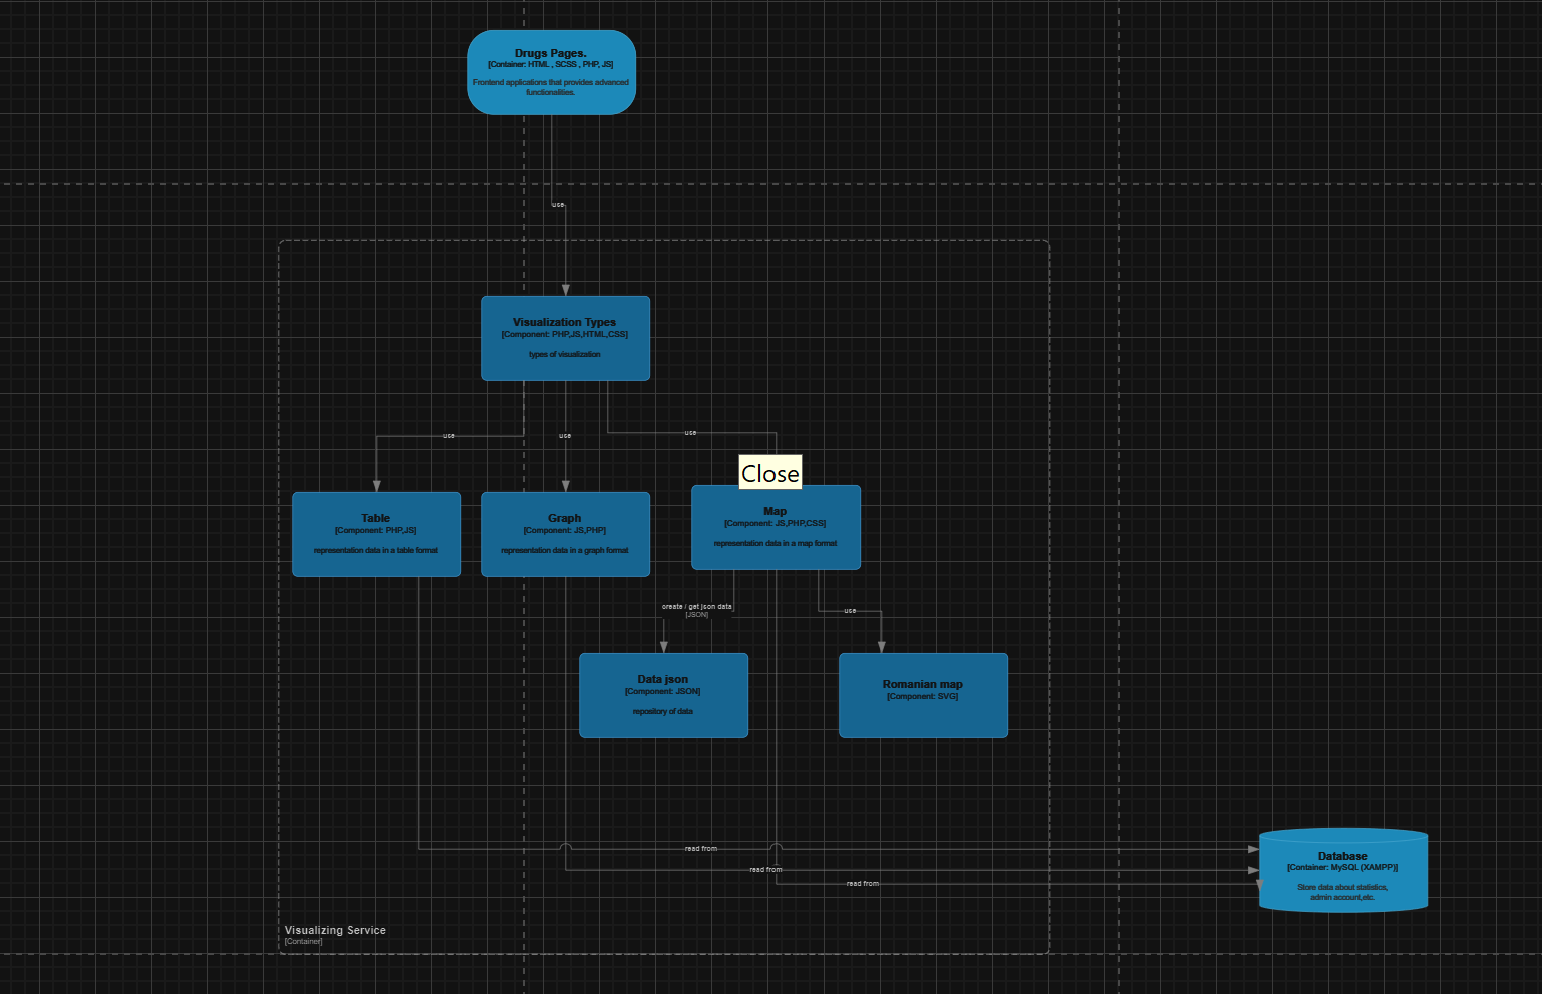 Drugs Pages.
[Container: HTML , SCSS , PHP, JS]
Frontend applications that provides advanced
functionalities.
use
Visualization Types
[Component: PHP,JS,HTML,CSS]
types of visualization
use
use
use
Close
Table
[Component: PHP,JS]
representation data in a table format
Graph
[Component: JS,PHP]
representation data in a graph format
Map
[Component: JS,PHP,CSS]
representation data in a map format
create / get json data
[JSON]
use
Data json
[Component: JSON]
repository of data
Romanian map
[Component: SVG]
read from
read from
read from
Database
[Container: MySQL (XAMPP)]
Store data about statistics,
admin account,etc.
Visualizing Service
[Container]